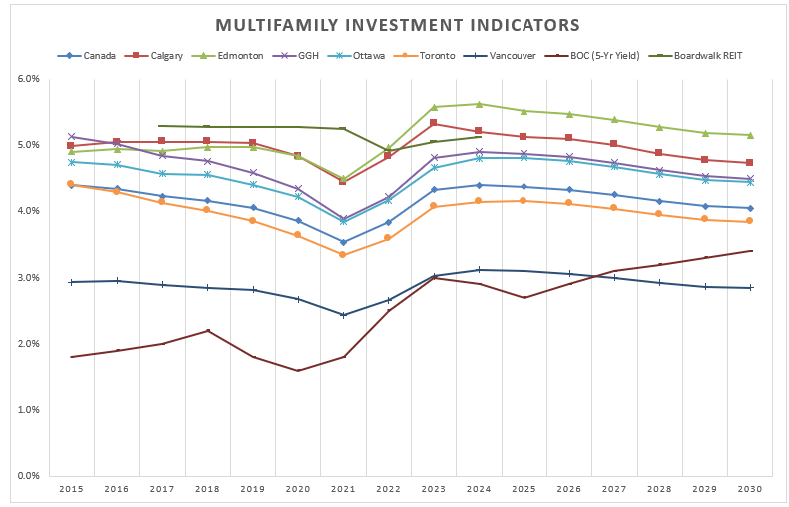 MULTIFAMILY INVESTMENT INDICATORS
Canada Calgary Edmonton GGH Ottawa Toronto Vancouver BOC (5-Yr Yield) Boardwalk REIT
6.0%
5.0%
4.0%
3.0%
2.0%
1.0%
0.0%
2015 2016 2017 2018 2019 2020 2021 2022 2023 2024 2025 2026 2027 2028 2029 2030